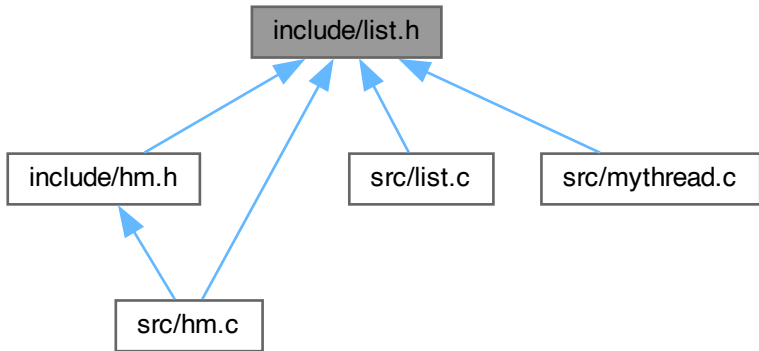 include/list.h
include/hm.h
src/list.c
src/mythread.c
src/hm.c